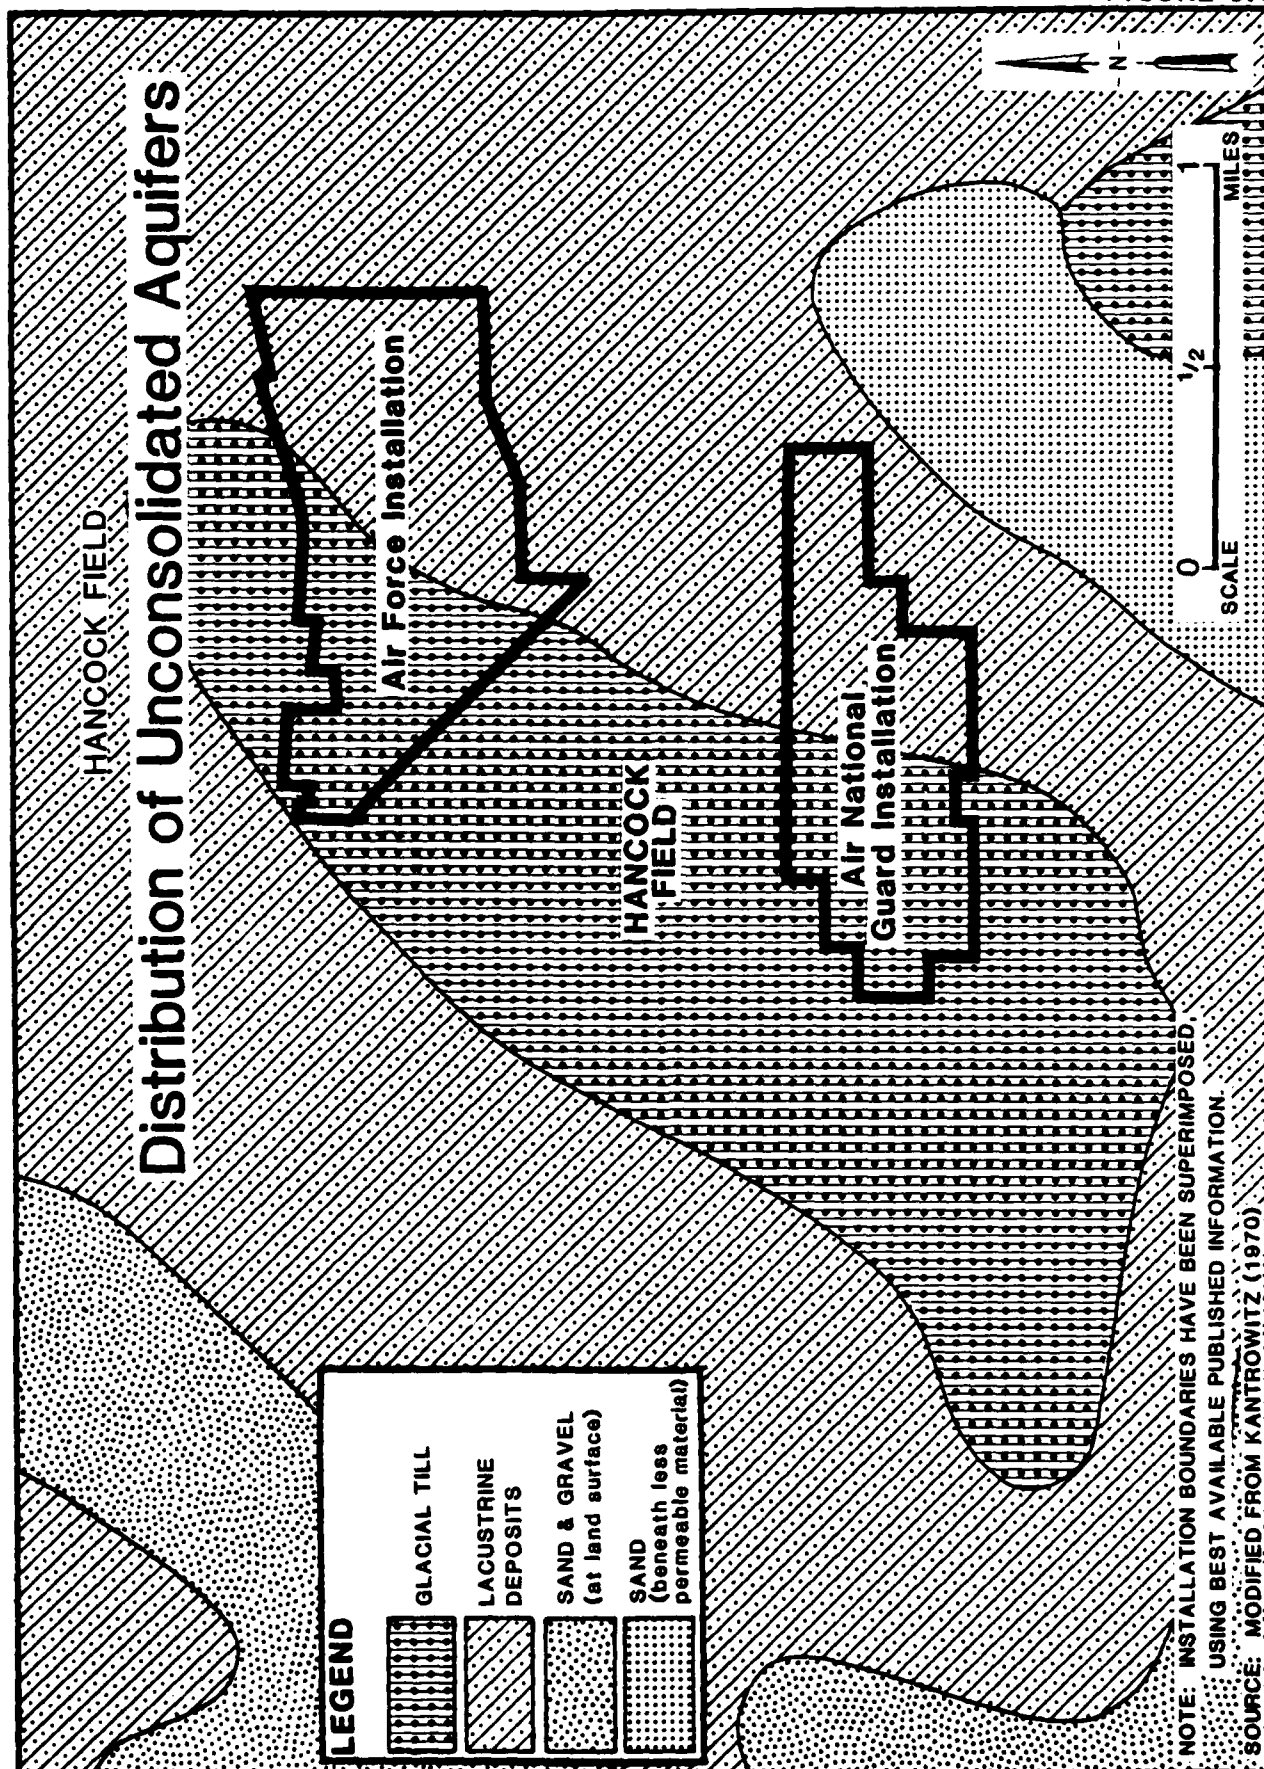 HANCOCK FIELD
Distribution of Unconsolidated Aquifers
Air Force Installation
HANCOCK
FIELD
Air National
Guard Installation
LEGEND
GLACIAL TILL
LACUSTRINE
DEPOSITS
SAND & GRAVEL
(at land surface)
SAND
(beneath less
permeable material)
N
0 1/2 1
SCALE MILES
NOTE: INSTALLATION BOUNDARIES HAVE BEEN SUPERIMPOSED,
USING BEST AVAILABLE PUBLISHED INFORMATION.
SOURCE: MODIFIED FROM KANTROWITZ (1970)